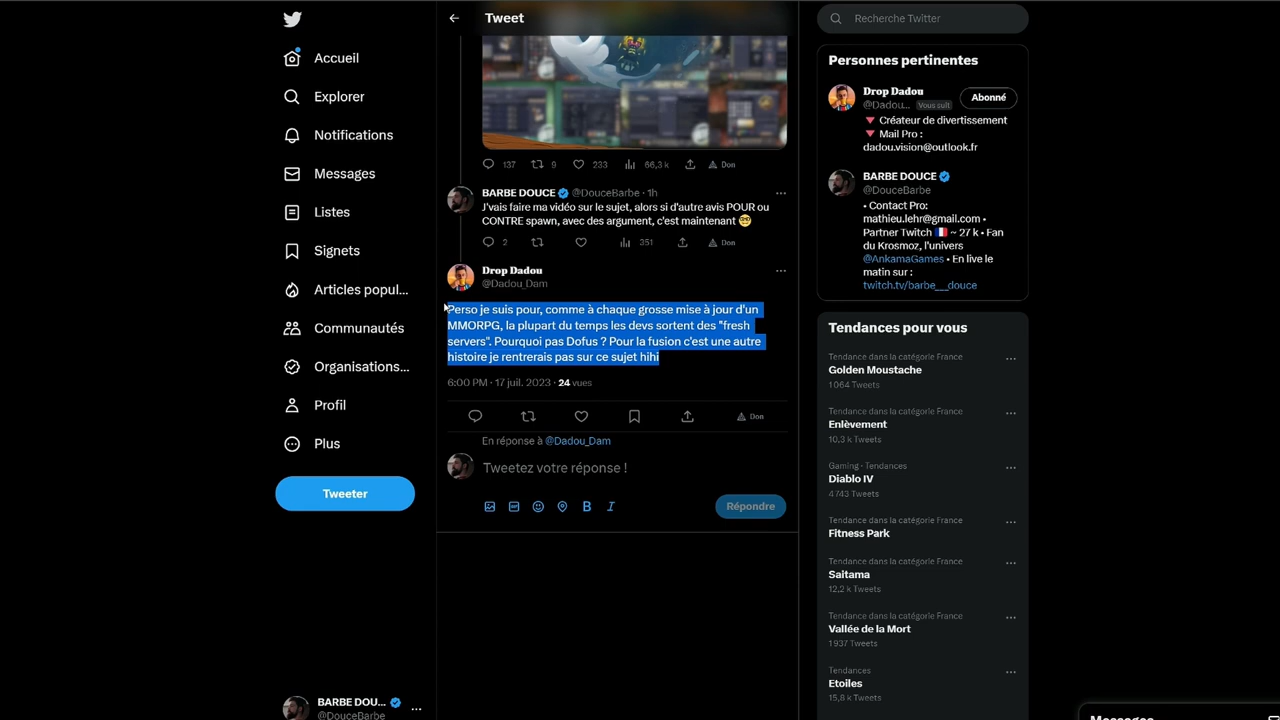 Accueil
Explorer
Notifications
Messages
Listes
Signets
Articles popul...
Communautés
Organisations...
Profil
Plus
Tweeter
BARBE DOU...
@DouceBarbe
Tweet
137
9
233
66,3 k
Don
BARBE DOUCE @DouceBarbe · 1h
J'vais faire ma vidéo sur le sujet, alors si d'autre avis POUR ou
CONTRE spawn, avec des argument, c'est maintenant 🤓
2
351
Don
Drop Dadou
@Dadou_Dam
Perso je suis pour, comme à chaque grosse mise à jour d'un
MMORPG, la plupart du temps les devs sortent des "fresh
servers". Pourquoi pas Dofus ? Pour la fusion c'est une autre
histoire je rentrerais pas sur ce sujet hihi
6:00 PM · 17 juil. 2023 · 24 vues
Don
En réponse à @Dadou_Dam
Tweetez votre réponse !
Répondre
Recherche Twitter
Personnes pertinentes
Drop Dadou
@Dadou... Vous suit
Abonné
🔻 Créateur de divertissement
🔻 Mail Pro :
dadou.vision@outlook.fr
BARBE DOUCE
@DouceBarbe
• Contact Pro:
mathieu.lehr@gmail.com •
Partner Twitch 🇫🇷 ~ 27 k • Fan
du Krosmoz, l'univers
@AnkamaGames • En live le
matin sur :
twitch.tv/barbe___douce
Tendances pour vous
Tendance dans la catégorie France
Golden Moustache
1 064 Tweets
Tendance dans la catégorie France
Enlèvement
10,3 k Tweets
Gaming · Tendances
Diablo IV
4 743 Tweets
Tendance dans la catégorie France
Fitness Park
Tendance dans la catégorie France
Saitama
12,2 k Tweets
Tendance dans la catégorie France
Vallée de la Mort
1 937 Tweets
Tendances
Etoiles
15,8 k Tweets
Messages